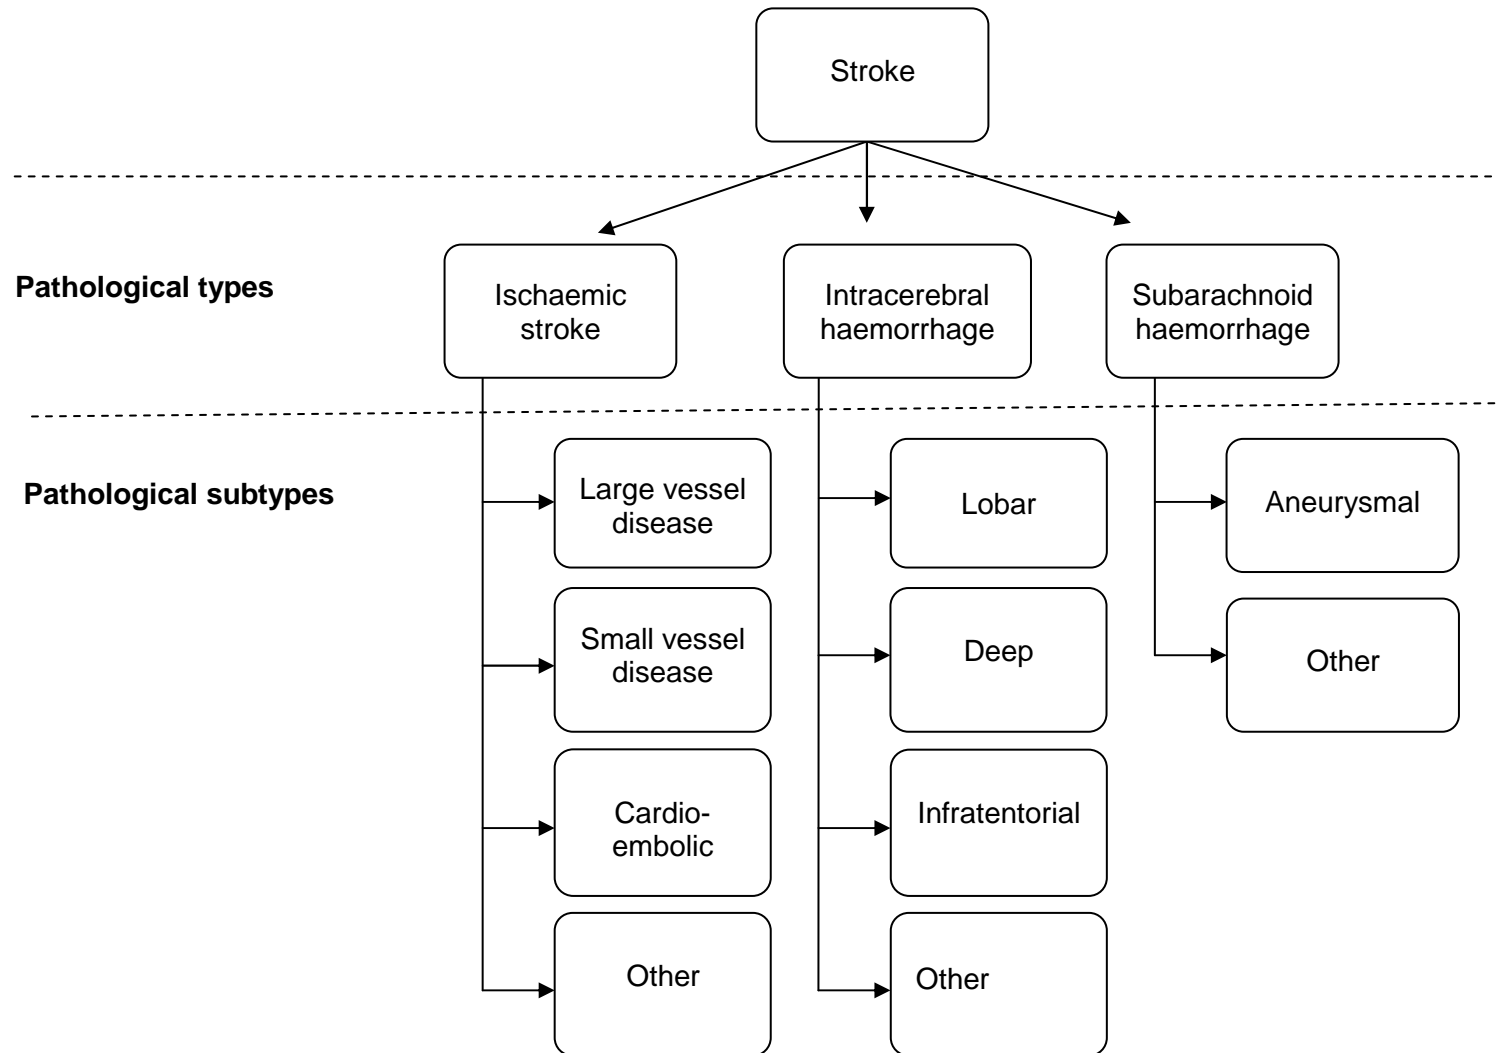 Stroke
Pathological types
Ischaemic
stroke
Intracerebral
haemorrhage
Subarachnoid
haemorrhage
Pathological subtypes
Large vessel
disease
Small vessel
disease
Cardio-
embolic
Other
Lobar
Deep
Infratentorial
Other
Aneurysmal
Other